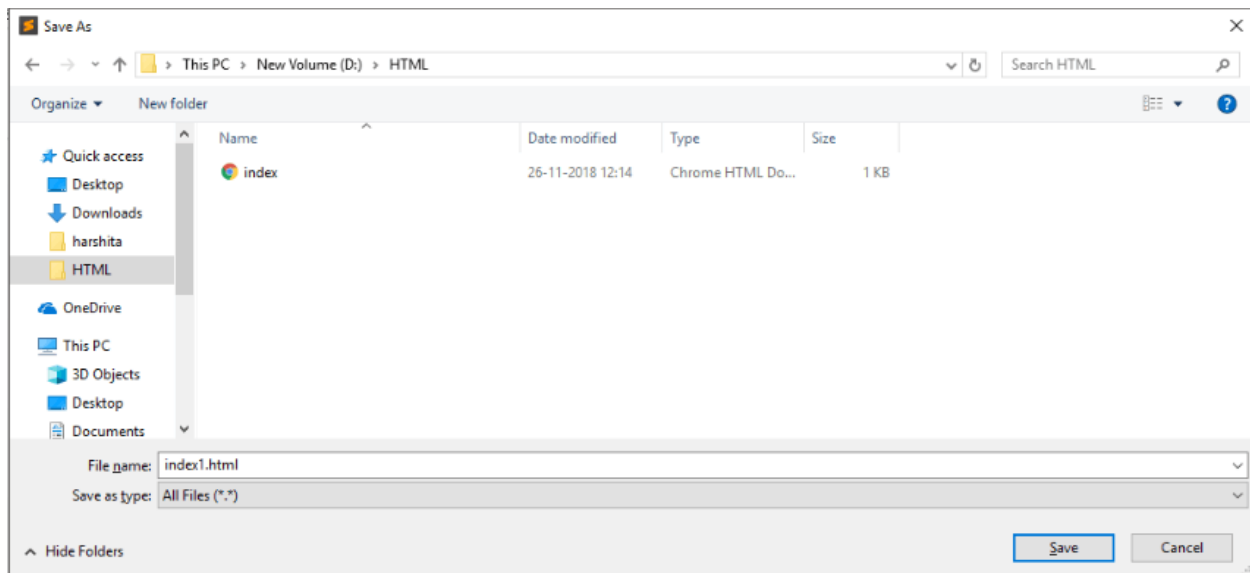 Save As
This PC > New Volume (D:) > HTML
Search HTML
Organize
New folder
Name
Date modified
Type
Size
Quick access
Desktop
Downloads
harshita
HTML
OneDrive
This PC
3D Objects
Desktop
Documents
index
26-11-2018 12:14
Chrome HTML Do...
1 KB
File name: index1.html
Save as type: All Files (*.*)
Hide Folders
Save
Cancel